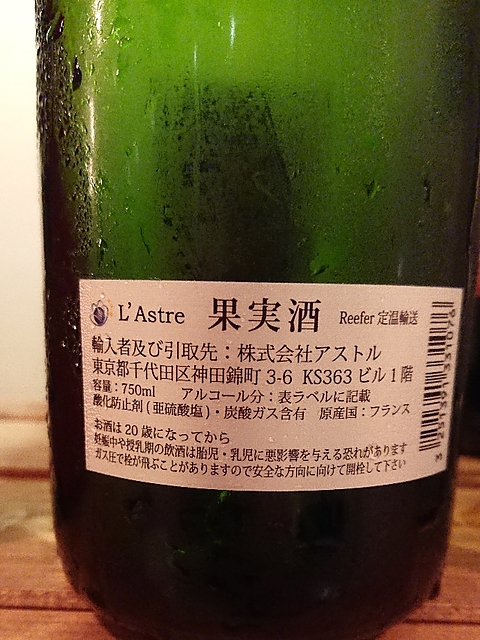 L'Astre 果実酒 Reefer 定温輸送
輸入者及び引取先：株式会社アストル
東京都千代田区神田錦町 3-6 KS363 ビル 1 階
容量：750ml アルコール分：表ラベルに記載
酸化防止剤 ( 亜硫酸塩 )・炭酸ガス含有 原産国：フランス
お酒は 20 歳になってから
妊娠中や授乳期の飲酒は胎児・乳児に悪影響を与える恐れがあります
ガス圧で栓が飛ぶことがありますので安全な方向に向けて開栓して下さい